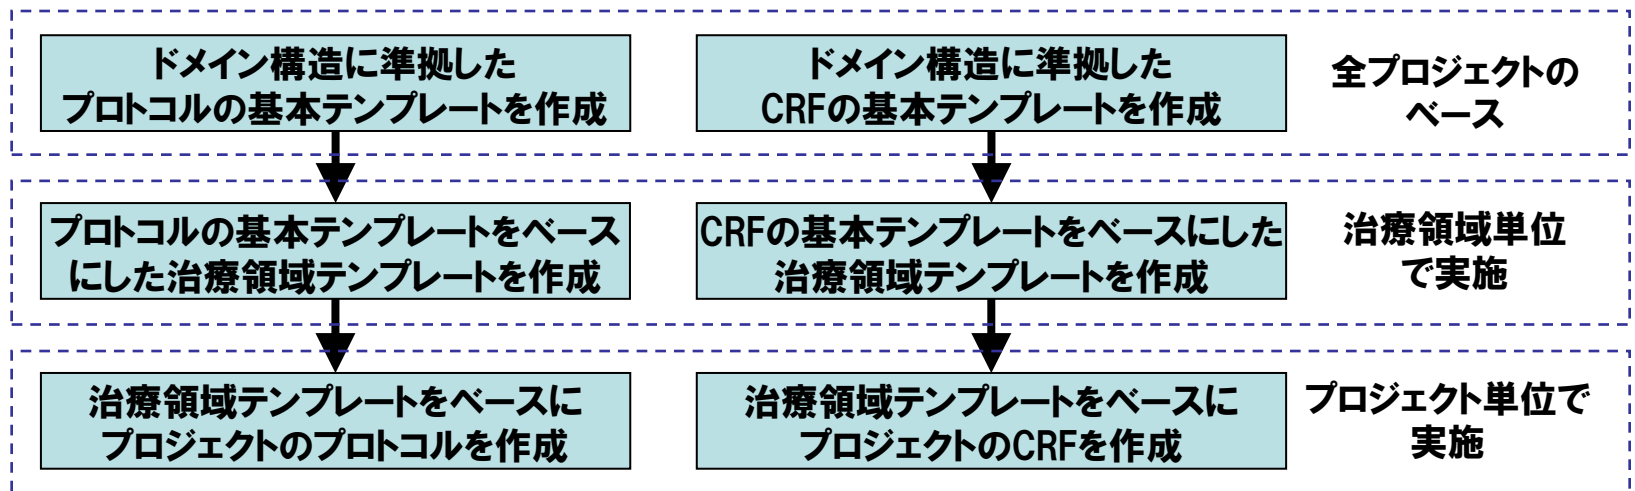 ドメイン構造に準拠した
プロトコルの基本テンプレートを作成
ドメイン構造に準拠した
CRFの基本テンプレートを作成
全プロジェクトの
ベース
プロトコルの基本テンプレートをベース
にした治療領域テンプレートを作成
CRFの基本テンプレートをベースにした
治療領域テンプレートを作成
治療領域単位
で実施
治療領域テンプレートをベースに
プロジェクトのプロトコルを作成
治療領域テンプレートをベースに
プロジェクトのCRFを作成
プロジェクト単位で
実施